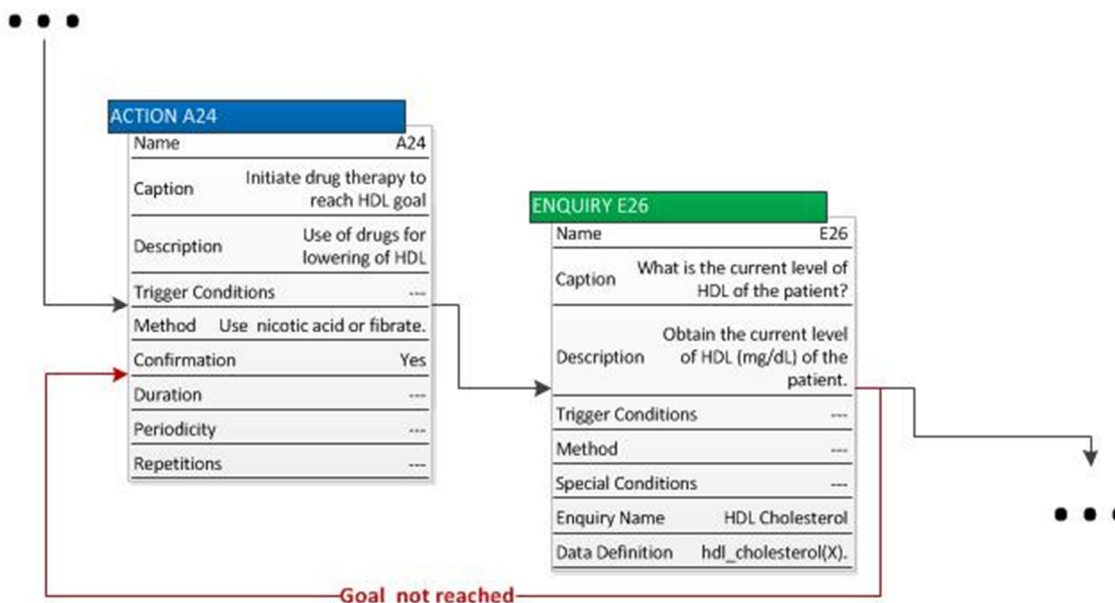 ACTION A24
Name A24
Caption Initiate drug therapy to
reach HDL goal
Description Use of drugs for
lowering of HDL
Trigger Conditions ---
Method Use nicotic acid or fibrate.
Confirmation Yes
Duration ---
Periodicity ---
Repetitions ---
ENQUIRY E26
Name E26
Caption What is the current level of
HDL of the patient?
Description Obtain the current level
of HDL (mg/dL) of the
patient.
Trigger Conditions ---
Method ---
Special Conditions ---
Enquiry Name HDL Cholesterol
Data Definition hdl_cholesterol(X).
Goal not reached